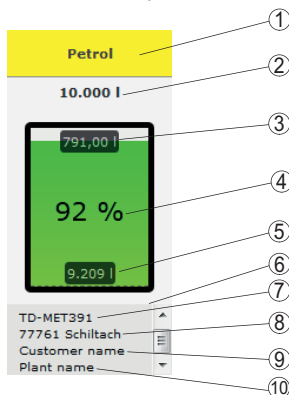 Petrol
10.000 l
791,00 l
92 %
9.209 l
TD-MET391
77761 Schiltach
Customer name
Plant name
1
2
3
4
5
6
7
8
9
10